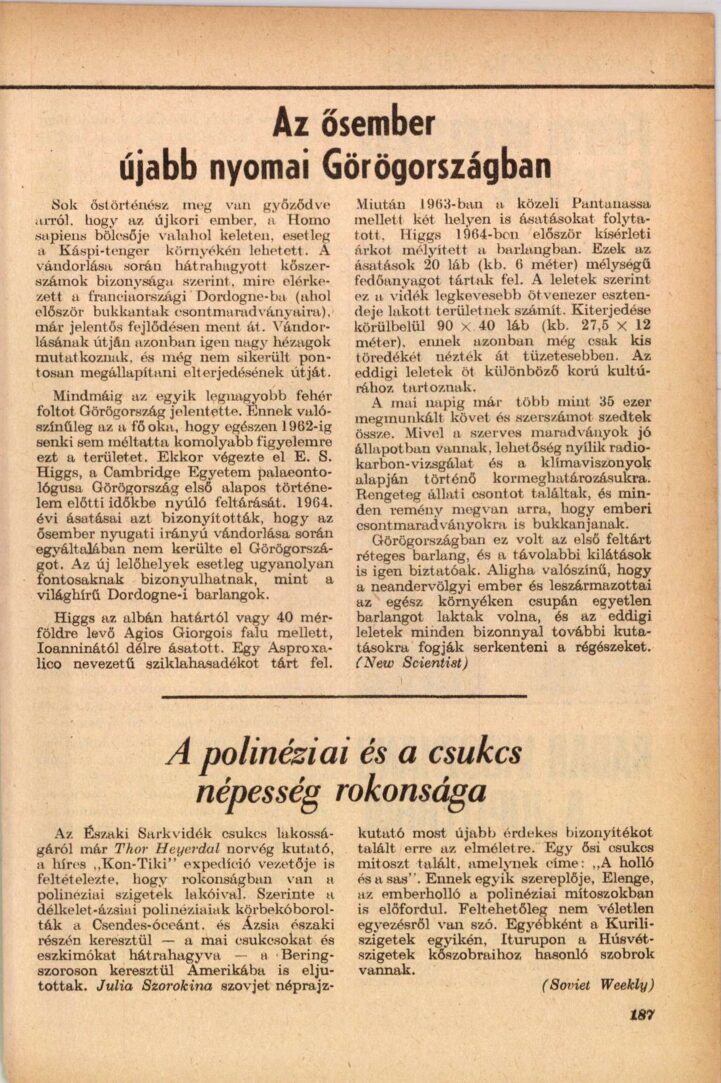 Az ősember
újabb nyomai Görögországban
Sok őstörténész meg van győződve
arról, hogy az újkori ember, a Homo
sapiens bölcsője valahol keleten, esetleg
a Káspi-tenger környékén lehetett. A
vándorlása során hátrahagyott kőszer-
számok bizonysága szerint, mire elérke-
zett a franciaországi Dordogne-ba (ahol
először bukkantak csontmaradványaira),
már jelentős fejlődésen ment át. Vándor-
lásának útján azonban igen nagy hézagok
mutatkoznak, és még nem sikerült pon-
tosan megállapítani elterjedésének útját.
Mindmáig az egyik legnagyobb fehér
foltot Görögország jelentette. Ennek való-
színűleg az a fő oka, hogy egészen 1962-ig
senki sem méltatta komolyabb figyelemre
ezt a területet. Ekkor végezte el E. S.
Higgs, a Cambridge Egyetem palaeonto-
lógusa Görögország első alapos történe-
lem előtti időkbe nyúló feltárását. 1964.
évi ásatásai azt bizonyították, hogy az
ősember nyugati irányú vándorlása során
egyáltalában nem kerülte el Görögorszá-
got. Az új lelőhelyek esetleg ugyanolyan
fontosaknak bizonyulhatnak, mint a
világhírű Dordogne-i barlangok.
Higgs az albán határtól vagy 40 mér-
földre levő Agios Giorgois falu mellett,
Ioanninától délre ásatott. Egy Asproxa-
lico nevezetű sziklahasadékot tárt fel.
Miután 1963-ban a közeli Pantanassa
mellett két helyen is ásatásokat folyta-
tott, Higgs 1964-ben először kísérleti
árkot mélyített a barlangban. Ezek az
ásatások 20 láb (kb. 6 méter) mélységű
fedőanyagot tártak fel. A leletek szerint
ez a vidék legkevesebb ötvenezer eszten-
deje lakott területnek számít. Kiterjedése
körülbelül 90 × 40 láb (kb. 27,5 × 12
méter), ennek azonban még csak kis
töredékét nézték át tüzetesebben. Az
eddigi leletek öt különböző korú kultú-
rához tartoznak.
A mai napig már több mint 35 ezer
megmunkált követ és szerszámot szedtek
össze. Mivel a szerves maradványok jó
állapotban vannak, lehetőség nyílik radio-
karbon-vizsgálat és a klímaviszonyok
alapján történő kormeghatározásukra.
Rengeteg állati csontot találtak, és min-
den remény megvan arra, hogy emberi
csontmaradványokra is bukkanjanak.
Görögországban ez volt az első feltárt
réteges barlang, és a távolabbi kilátások
is igen biztatóak. Aligha valószínű, hogy
a neandervölgyi ember és leszármazottai
az egész környéken csupán egyetlen
barlangot laktak volna, és az eddigi
leletek minden bizonnyal további kuta-
tásokra fogják serkenteni a régészeket.
(New Scientist)
A polinéziai és a csukcs
népesség rokonsága
Az Északi Sarkvidék csukcs lakossá-
gáról már Thor Heyerdal norvég kutató,
a híres „Kon-Tiki” expedíció vezetője is
feltételezte, hogy rokonságban van a
polinéziai szigetek lakóival. Szerinte a
délkelet-ázsiai polinéziaiak körbekóborol-
ták a Csendes-óceánt, és Ázsia északi
részén keresztül — a mai csukcsokat és
eszkimókat hátrahagyva — a Bering-
szoroson keresztül Amerikába is elju-
tottak. Julia Szorokina szovjet néprajz-
kutató most újabb érdekes bizonyítékot
talált erre az elméletre. Egy ősi csukcs
mitoszt talált, amelynek címe: „A holló
és a sas”. Ennek egyik szereplője, Elenge,
az emberholló a polinéziai mítoszokban
is előfordul. Feltehetőleg nem véletlen
egyezésről van szó. Egyébként a Kurili-
szigetek egyikén, Iturupon a Húsvét-
szigetek kőszobraihoz hasonló szobrok
vannak.
(Soviet Weekly)
187